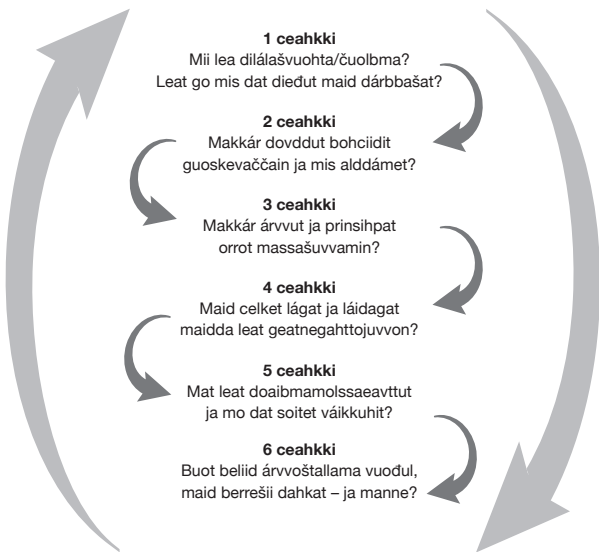 1 ceahkki
Mii lea dilálašvuohta/čuolbma?
Leat go mis dat dieđut maid dárbbašat?
2 ceahkki
Makkár dovddut bohciidit
guoskevaččain ja mis alddámet?
3 ceahkki
Makkár árvvut ja prinsihpat
orrot massašuvvamin?
4 ceahkki
Maid celket lágat ja láidagat
maidda leat geatnegahttojuvvon?
5 ceahkki
Mat leat doaibmamolssaeavttut
ja mo dat soitet váikkuhit?
6 ceahkki
Buot beliid árvvoštallama vuođul,
maid berrešii dahkat – ja manne?